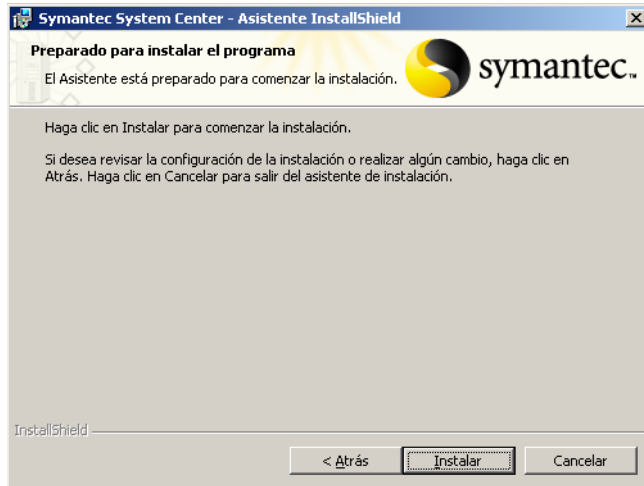 Symantec System Center - Asistente InstallShield
Preparado para instalar el programa
El Asistente está preparado para comenzar la instalación.
symantec™
Haga clic en Instalar para comenzar la instalación.
Si desea revisar la configuración de la instalación o realizar algún cambio, haga clic en
Atrás. Haga clic en Cancelar para salir del asistente de instalación.
InstallShield
< Atrás Instalar Cancelar